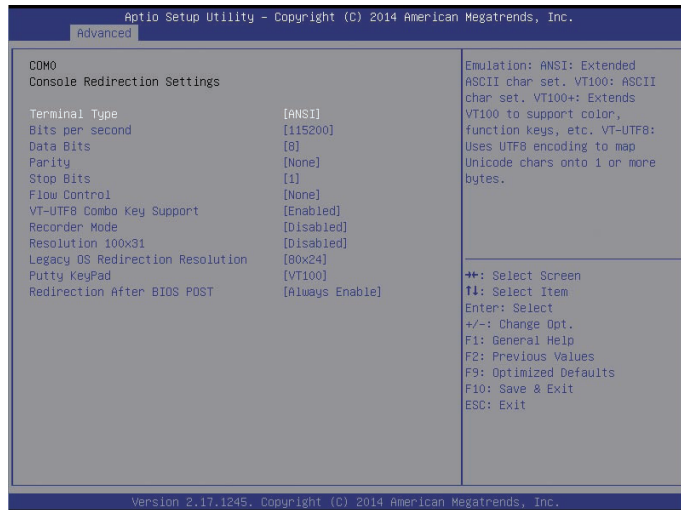 Aptio Setup Utility – Copyright (C) 2014 American Megatrends, Inc.
Advanced
COM0
Console Redirection Settings
Terminal Type [ANSI]
Bits per second [115200]
Data Bits [8]
Parity [None]
Stop Bits [1]
Flow Control [None]
VT-UTF8 Combo Key Support [Enabled]
Recorder Mode [Disabled]
Resolution 100x31 [Disabled]
Legacy OS Redirection Resolution [80x24]
Putty KeyPad [VT100]
Redirection After BIOS POST [Always Enable]
Emulation: ANSI: Extended
ASCII char set. VT100: ASCII
char set. VT100+: Extends
VT100 to support color,
function keys, etc. VT-UTF8:
Uses UTF8 encoding to map
Unicode chars onto 1 or more
bytes.
→←: Select Screen
↑↓: Select Item
Enter: Select
+/-: Change Opt.
F1: General Help
F2: Previous Values
F9: Optimized Defaults
F10: Save & Exit
ESC: Exit
Version 2.17.1245. Copyright (C) 2014 American Megatrends, Inc.